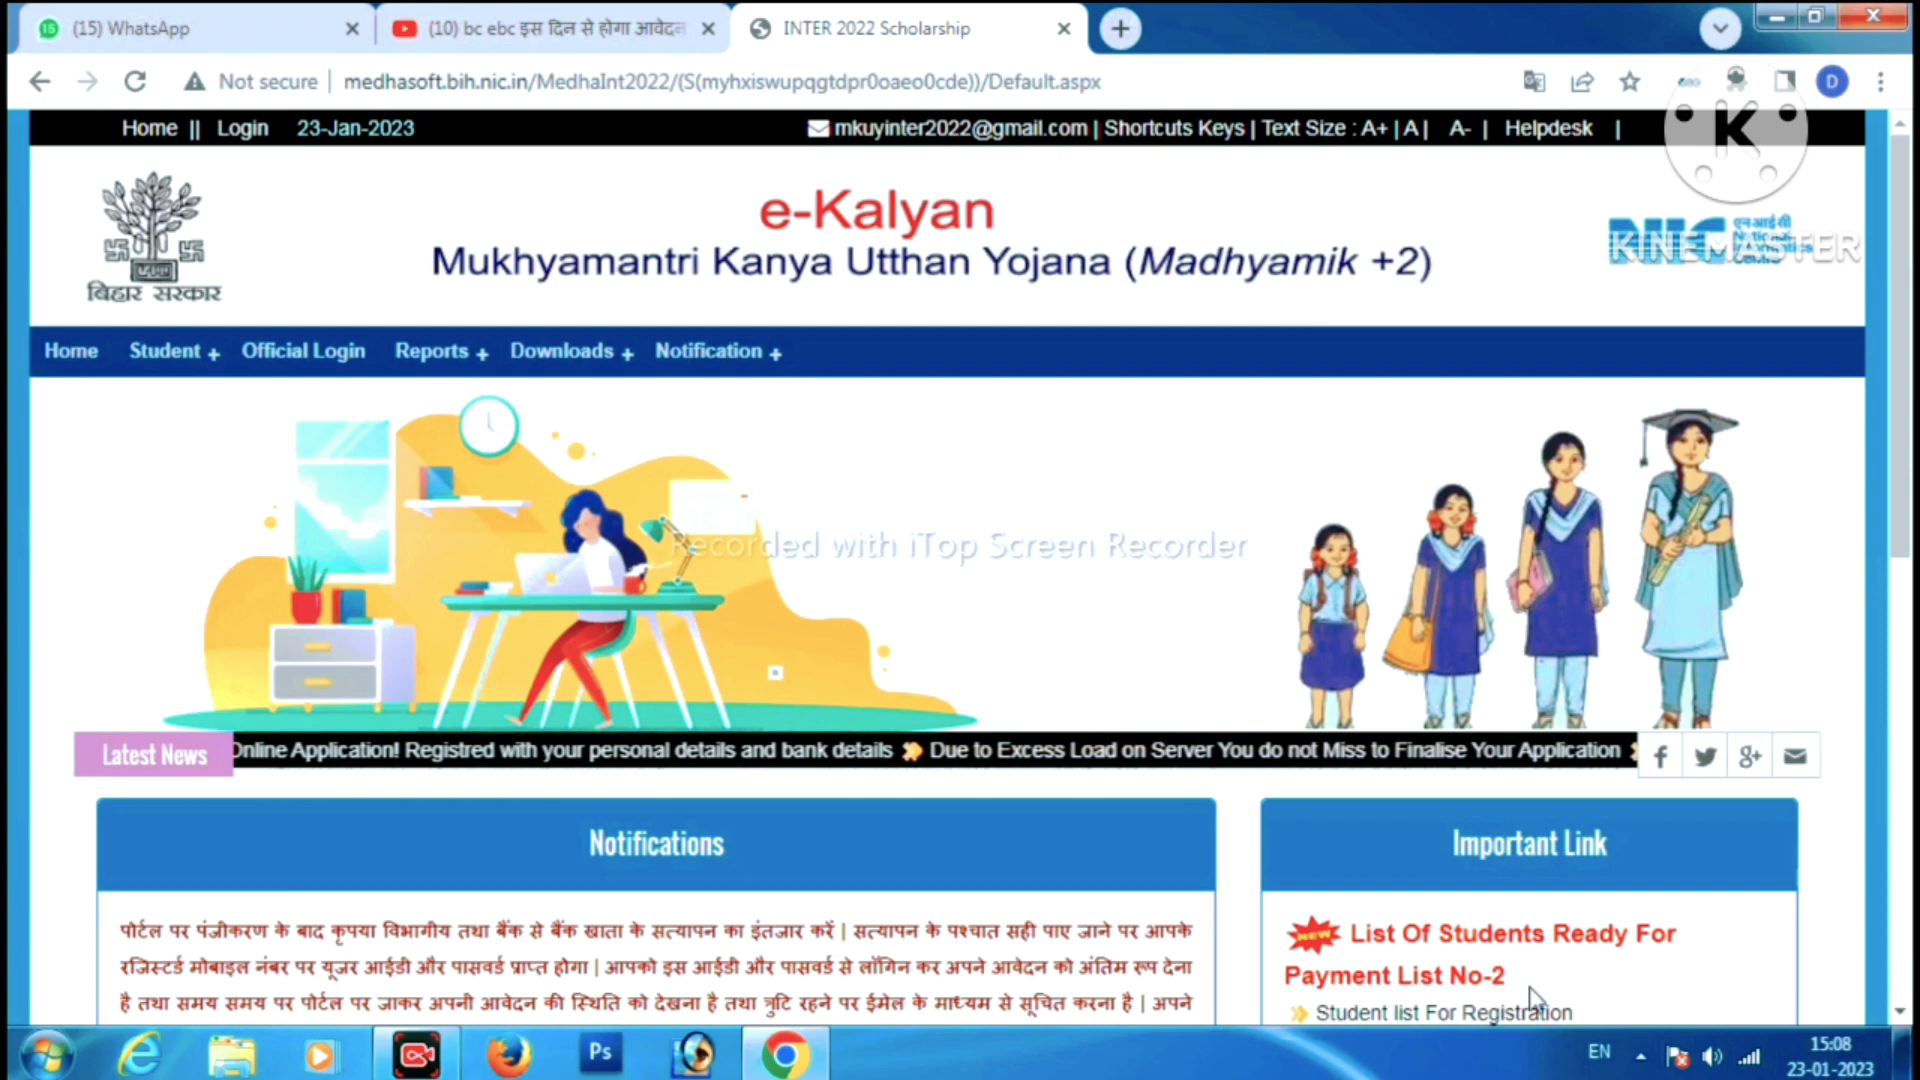 (15) WhatsApp
(10) bc ebc इस दिन से होगा आवेदन
INTER 2022 Scholarship
Not secure
medhasoft.bih.nic.in/MedhaInt2022/(S(myhxiswupqgtdpr0oaeo0cde))/Default.aspx
D
Home || Login 23-Jan-2023
mkuyinter2022@gmail.com | Shortcuts Keys | Text Size : A+ | A | A- | Helpdesk |
K
KINEMASTER
e-Kalyan
Mukhyamantri Kanya Utthan Yojana (Madhyamik +2)
बिहार सरकार
NIC
एनआईसी
Home Student + Official Login Reports + Downloads + Notification +
Recorded with iTop Screen Recorder
Latest News
Online Application! Registred with your personal details and bank details Due to Excess Load on Server You do not Miss to Finalise Your Application
Notifications
Important Link
पोर्टल पर पंजीकरण के बाद कृपया विभागीय तथा बैंक से बैंक खाता के सत्यापन का इंतजार करें | सत्यापन के पश्चात सही पाए जाने पर आपके
रजिस्टर्ड मोबाइल नंबर पर यूजर आईडी और पासवर्ड प्राप्त होगा | आपको इस आईडी और पासवर्ड से लॉगिन कर अपने आवेदन को अंतिम रूप देना
है तथा समय समय पर पोर्टल पर जाकर अपनी आवेदन की स्थिति को देखना है तथा त्रुटि रहने पर ईमेल के माध्यम से सूचित करना है | अपने
NEW List Of Students Ready For
Payment List No-2
Student list For Registration
Ps
EN
15:08
23-01-2023